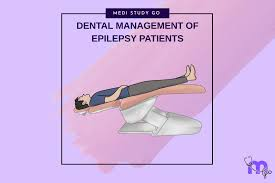 MEDI STUDY GO
DENTAL MANAGEMENT OF
EPILEPSY PATIENTS